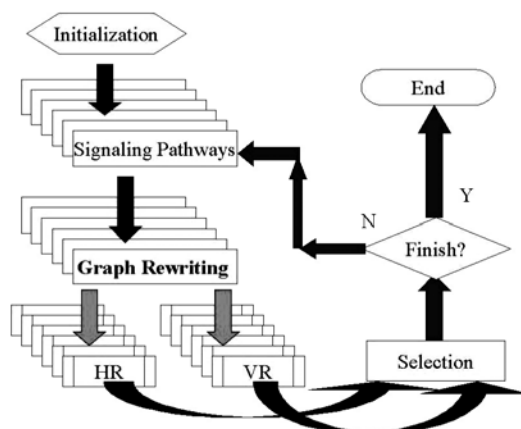 Initialization
End
Signaling Pathways
Y
N
Finish?
Graph Rewriting
HR
VR
Selection